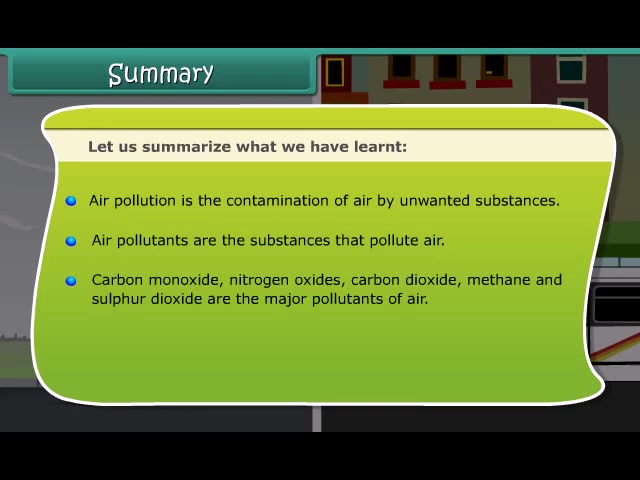 Summary
Let us summarize what we have learnt:
Air pollution is the contamination of air by unwanted substances.
Air pollutants are the substances that pollute air.
Carbon monoxide, nitrogen oxides, carbon dioxide, methane and
sulphur dioxide are the major pollutants of air.